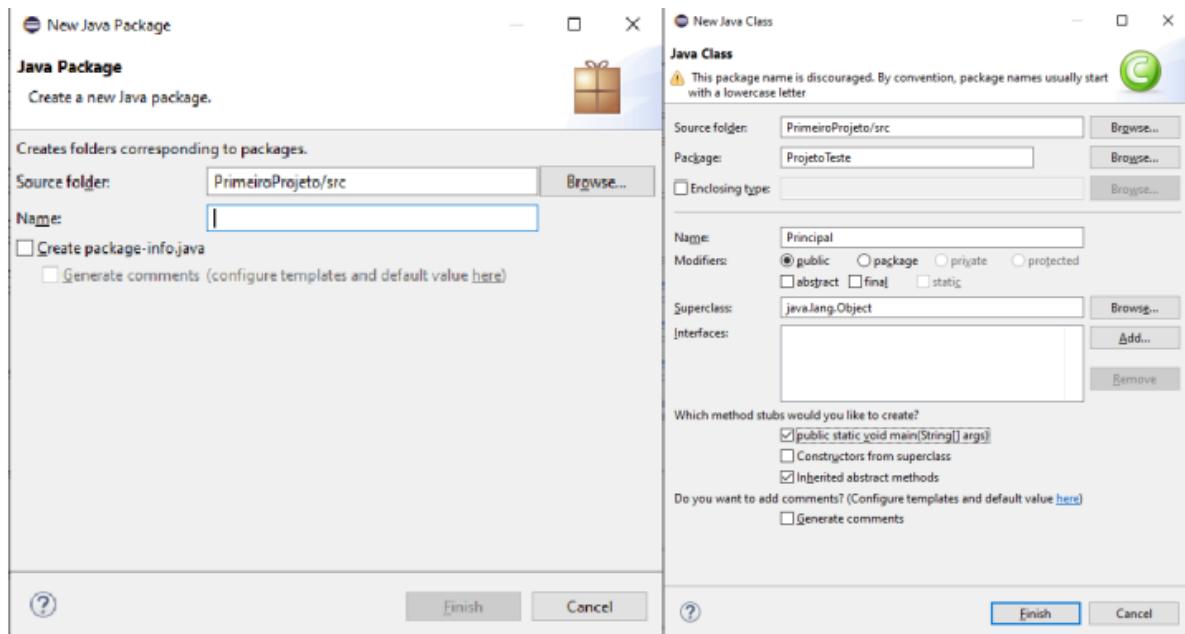 New Java Package
Java Package
Create a new Java package.
Creates folders corresponding to packages.
Source folder: PrimeiroProjeto/src Browse...
Name:
Create package-info.java
Generate comments (configure templates and default value here)
Finish Cancel
New Java Class
Java Class
This package name is discouraged. By convention, package names usually start
with a lowercase letter
Source folder: PrimeiroProjeto/src Browse...
Package: ProjetoTeste Browse...
Enclosing type: Browse...
Name: Principal
Modifiers: public package private protected
abstract final static
Superclass: java.lang.Object Browse...
Interfaces: Add...
Remove
Which method stubs would you like to create?
public static void main(String[] args)
Constructors from superclass
Inherited abstract methods
Do you want to add comments? (Configure templates and default value here)
Generate comments
Finish Cancel